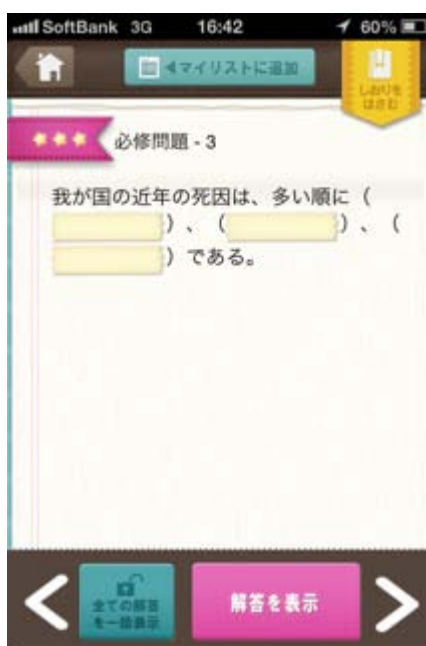 SoftBank 3G 16:42 60%
マイリストに追加
しおりを
はさむ
必修問題 - 3
我が国の近年の死因は、多い順に（
）、（ ）、（
）である。
全ての解答
を一括表示
解答を表示